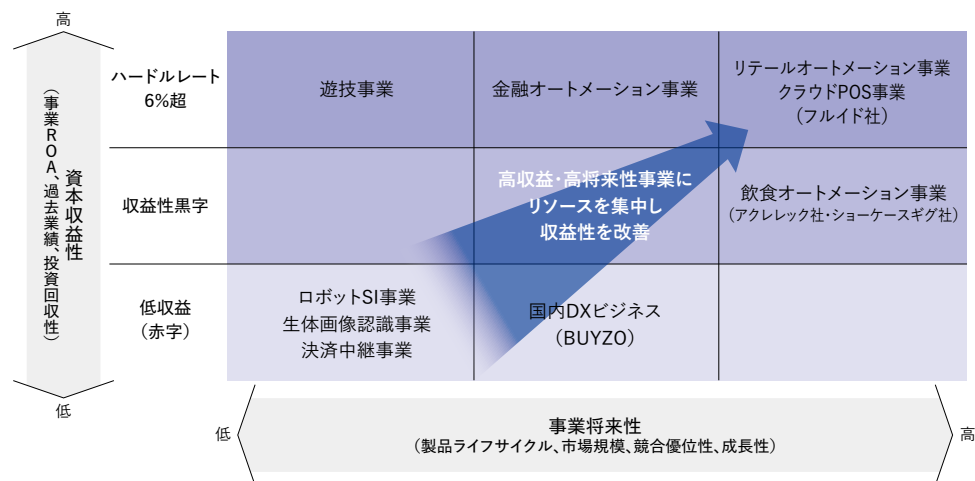 高
資本収益性
（事業ROA、過去業績、投資回収性）
低
ハードルレート
6%超
遊技事業
金融オートメーション事業
リテールオートメーション事業
クラウドPOS事業
（フルイド社）
収益性黒字
高収益・高将来性事業に
リソースを集中し
収益性を改善
飲食オートメーション事業
（アクレレック社・ショーケースギグ社）
低収益
（赤字）
ロボットSI事業
生体画像認識事業
決済中継事業
国内DXビジネス
（BUYZO）
低
事業将来性
（製品ライフサイクル、市場規模、競合優位性、成長性）
高